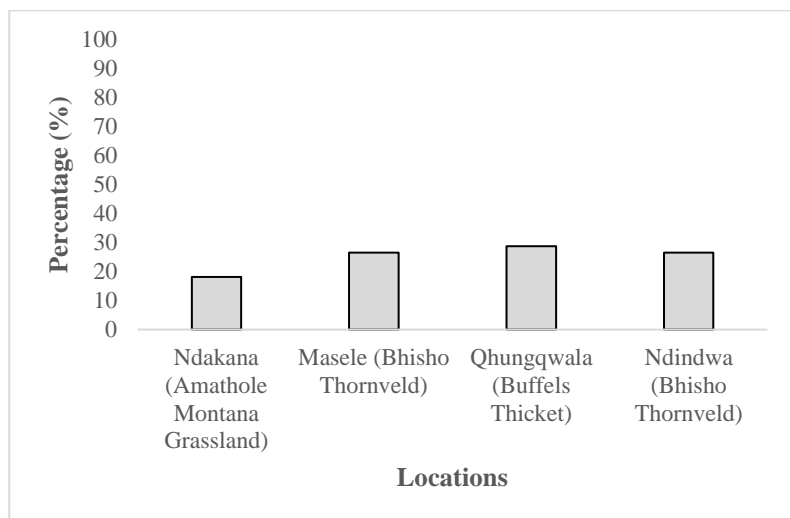 Percentage (%)
100
90
80
70
60
50
40
30
20
10
0
Ndakana
(Amathole
Montana
Grassland)
Masele (Bhisho
Thornveld)
Qhungqwala
(Buffels
Thicket)
Ndindwa
(Bhisho
Thornveld)
Locations